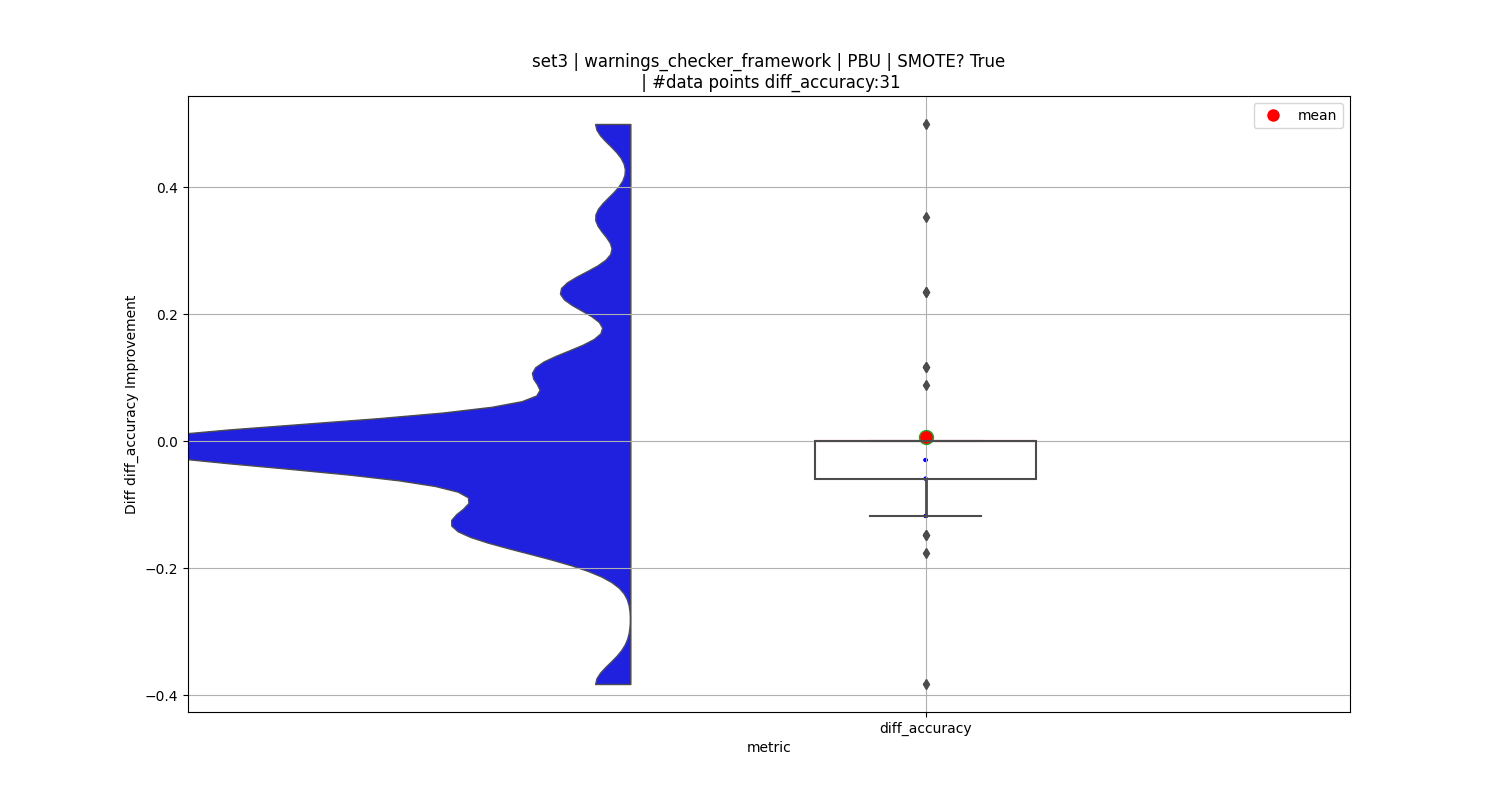 set3 | warnings_checker_framework | PBU | SMOTE? True
| #data points diff_accuracy:31
mean
0.4
0.2
0.0
−0.2
−0.4
Diff diff_accuracy Improvement
diff_accuracy
metric